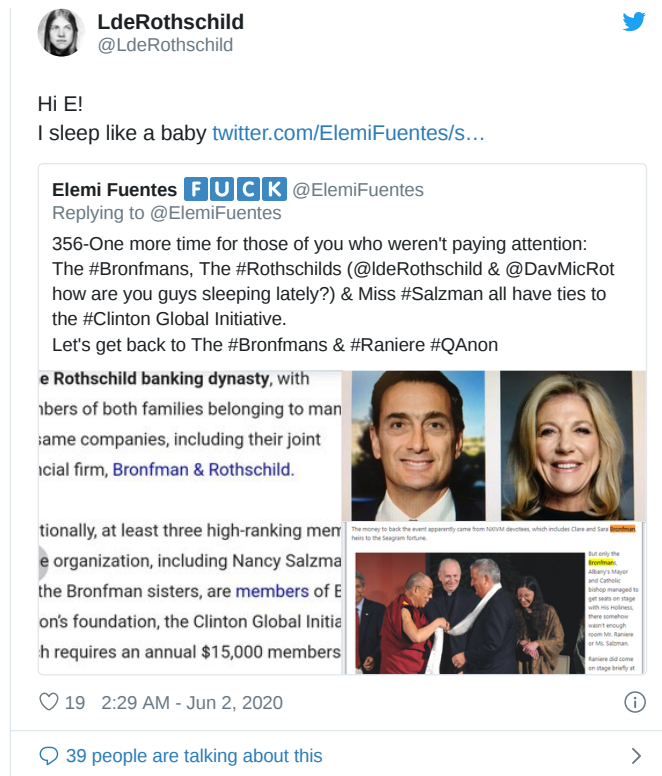 LdeRothschild
@LdeRothschild
Hi E!
I sleep like a baby twitter.com/ElemiFuentes/s…
Elemi Fuentes 🇫 🇺 🇨 🇰 @ElemiFuentes
Replying to @ElemiFuentes
356-One more time for those of you who weren't paying attention:
The #Bronfmans, The #Rothschilds (@ldeRothschild & @DavMicRot
how are you guys sleeping lately?) & Miss #Salzman all have ties to
the #Clinton Global Initiative.
Let's get back to The #Bronfmans & #Raniere #QAnon
e Rothschild banking dynasty, with
nbers of both families belonging to man
same companies, including their joint
ncial firm, Bronfman & Rothschild.
tionally, at least three high-ranking mem
e organization, including Nancy Salzma
the Bronfman sisters, are members of B
on's foundation, the Clinton Global Initia
h requires an annual $15,000 members
The money to back the event apparently came from NXIVM devotees, which includes Clare and Sara Bronfman,
heirs to the Seagram fortune.
But only the
Bronfmans,
Albany's Mayor
and Catholic
bishop managed to
get seats on stage
with His Holiness,
there somehow
wasn't enough
room Mr. Raniere
or Ms. Salzman.
Raniere did come
on stage briefly at
19 2:29 AM - Jun 2, 2020
39 people are talking about this